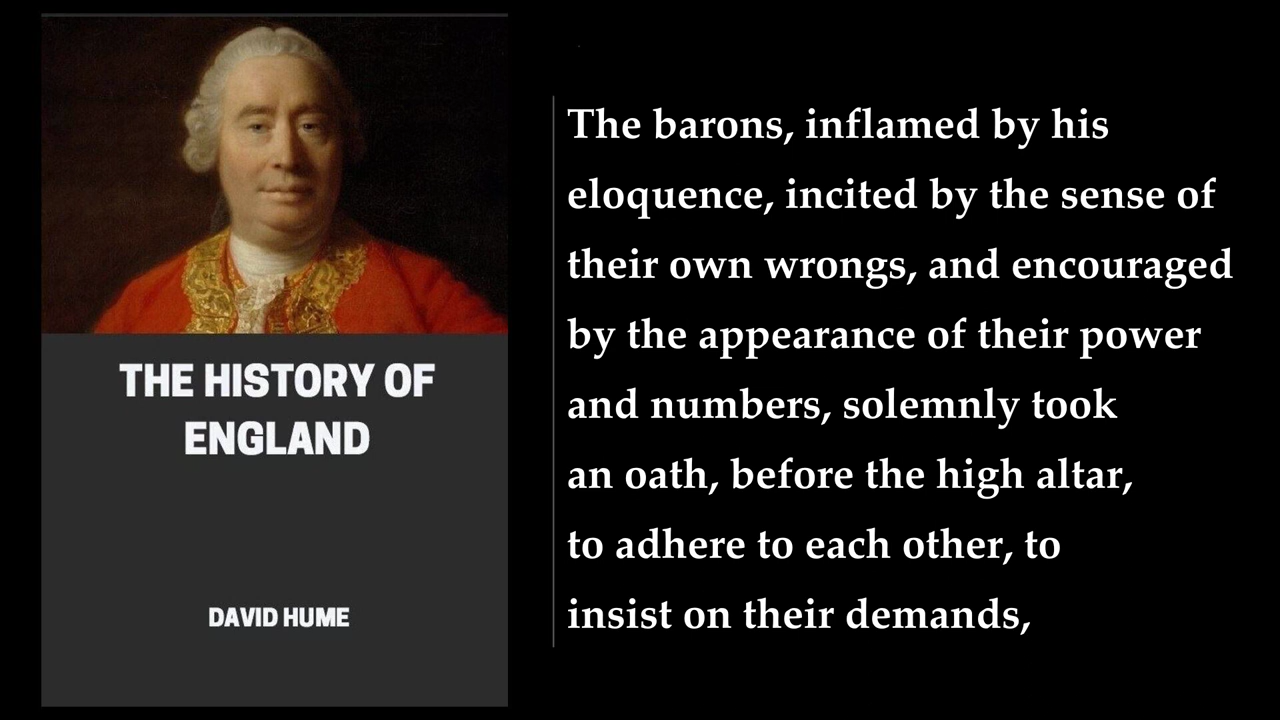 THE HISTORY OF
ENGLAND
DAVID HUME
The barons, inflamed by his
eloquence, incited by the sense of
their own wrongs, and encouraged
by the appearance of their power
and numbers, solemnly took
an oath, before the high altar,
to adhere to each other, to
insist on their demands,